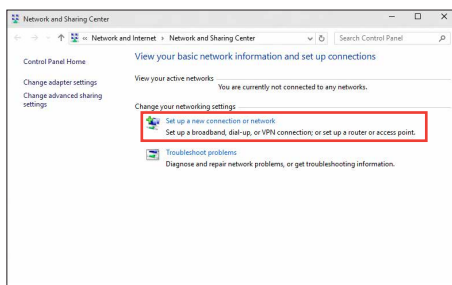 Network and Sharing Center
« Network and Internet › Network and Sharing Center
Search Control Panel
Control Panel Home
Change adapter settings
Change advanced sharing
settings
View your basic network information and set up connections
View your active networks
You are currently not connected to any networks.
Change your networking settings
Set up a new connection or network
Set up a broadband, dial-up, or VPN connection; or set up a router or access point.
Troubleshoot problems
Diagnose and repair network problems, or get troubleshooting information.